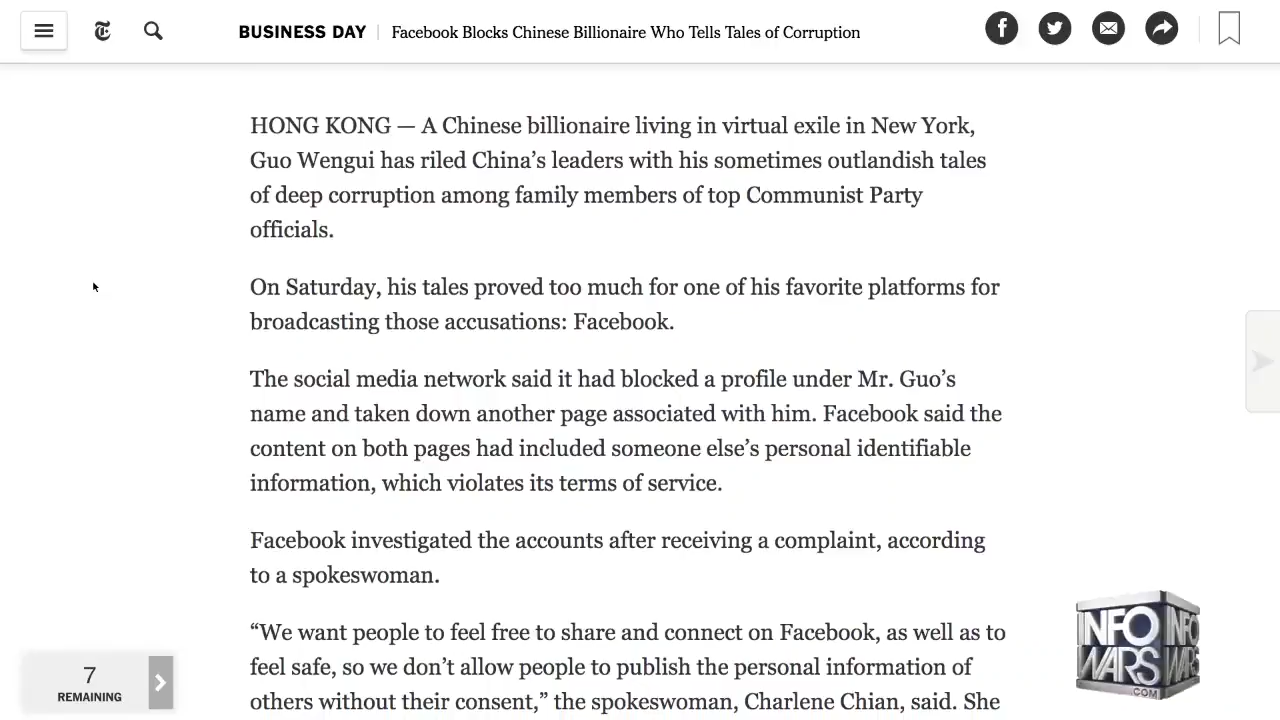 BUSINESS DAY Facebook Blocks Chinese Billionaire Who Tells Tales of Corruption
HONG KONG — A Chinese billionaire living in virtual exile in New York,
Guo Wengui has riled China’s leaders with his sometimes outlandish tales
of deep corruption among family members of top Communist Party
officials.
On Saturday, his tales proved too much for one of his favorite platforms for
broadcasting those accusations: Facebook.
The social media network said it had blocked a profile under Mr. Guo’s
name and taken down another page associated with him. Facebook said the
content on both pages had included someone else’s personal identifiable
information, which violates its terms of service.
Facebook investigated the accounts after receiving a complaint, according
to a spokeswoman.
“We want people to feel free to share and connect on Facebook, as well as to
feel safe, so we don’t allow people to publish the personal information of
others without their consent,” the spokeswoman, Charlene Chian, said. She
7
REMAINING
INFO INFO
WARS WARS
.COM